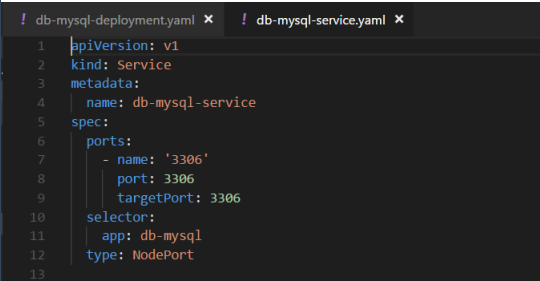 ! db-mysql-deployment.yaml × ! db-mysql-service.yaml ×
1 apiVersion: v1
2 kind: Service
3 metadata:
4   name: db-mysql-service
5 spec:
6   ports:
7     - name: '3306'
8       port: 3306
9       targetPort: 3306
10   selector:
11     app: db-mysql
12   type: NodePort
13